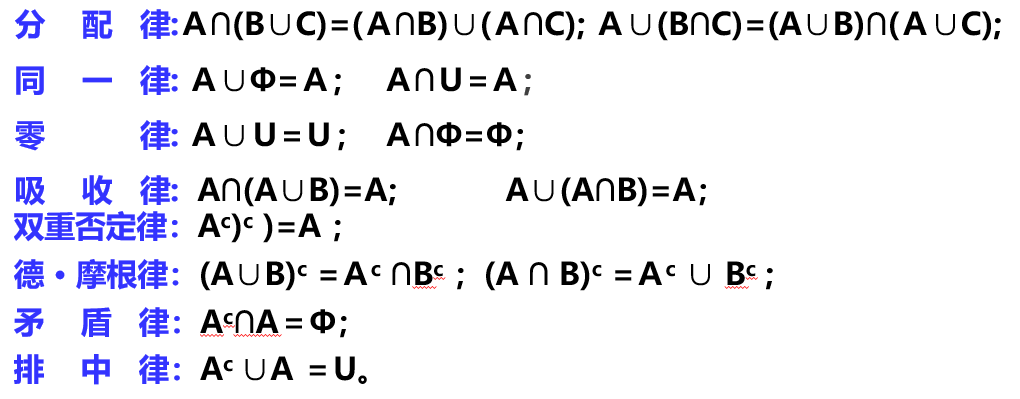 分 配 律:A∩(B∪C)=(A∩B)∪(A∩C); A∪(B∩C)=(A∪B)∩(A∪C);
同 一 律: A∪Φ=A; A∩U=A;
零 律: A∪U=U; A∩Φ=Φ;
吸 收 律: A∩(A∪B)=A; A∪(A∩B)=A;
双重否定律: Aᶜ)ᶜ )=A ;
德·摩根律: (A∪B)ᶜ =Aᶜ∩Bᶜ ; (A∩B)ᶜ =Aᶜ ∪ Bᶜ ;
矛 盾 律: Aᶜ∩A=Φ;
排 中 律: Aᶜ∪A =U。